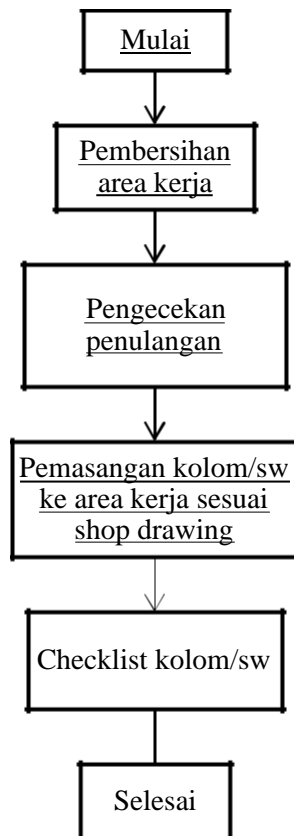 Mulai
Pembersihan
area kerja
Pengecekan
penulangan
Pemasangan kolom/sw
ke area kerja sesuai
shop drawing
Checklist kolom/sw
Selesai